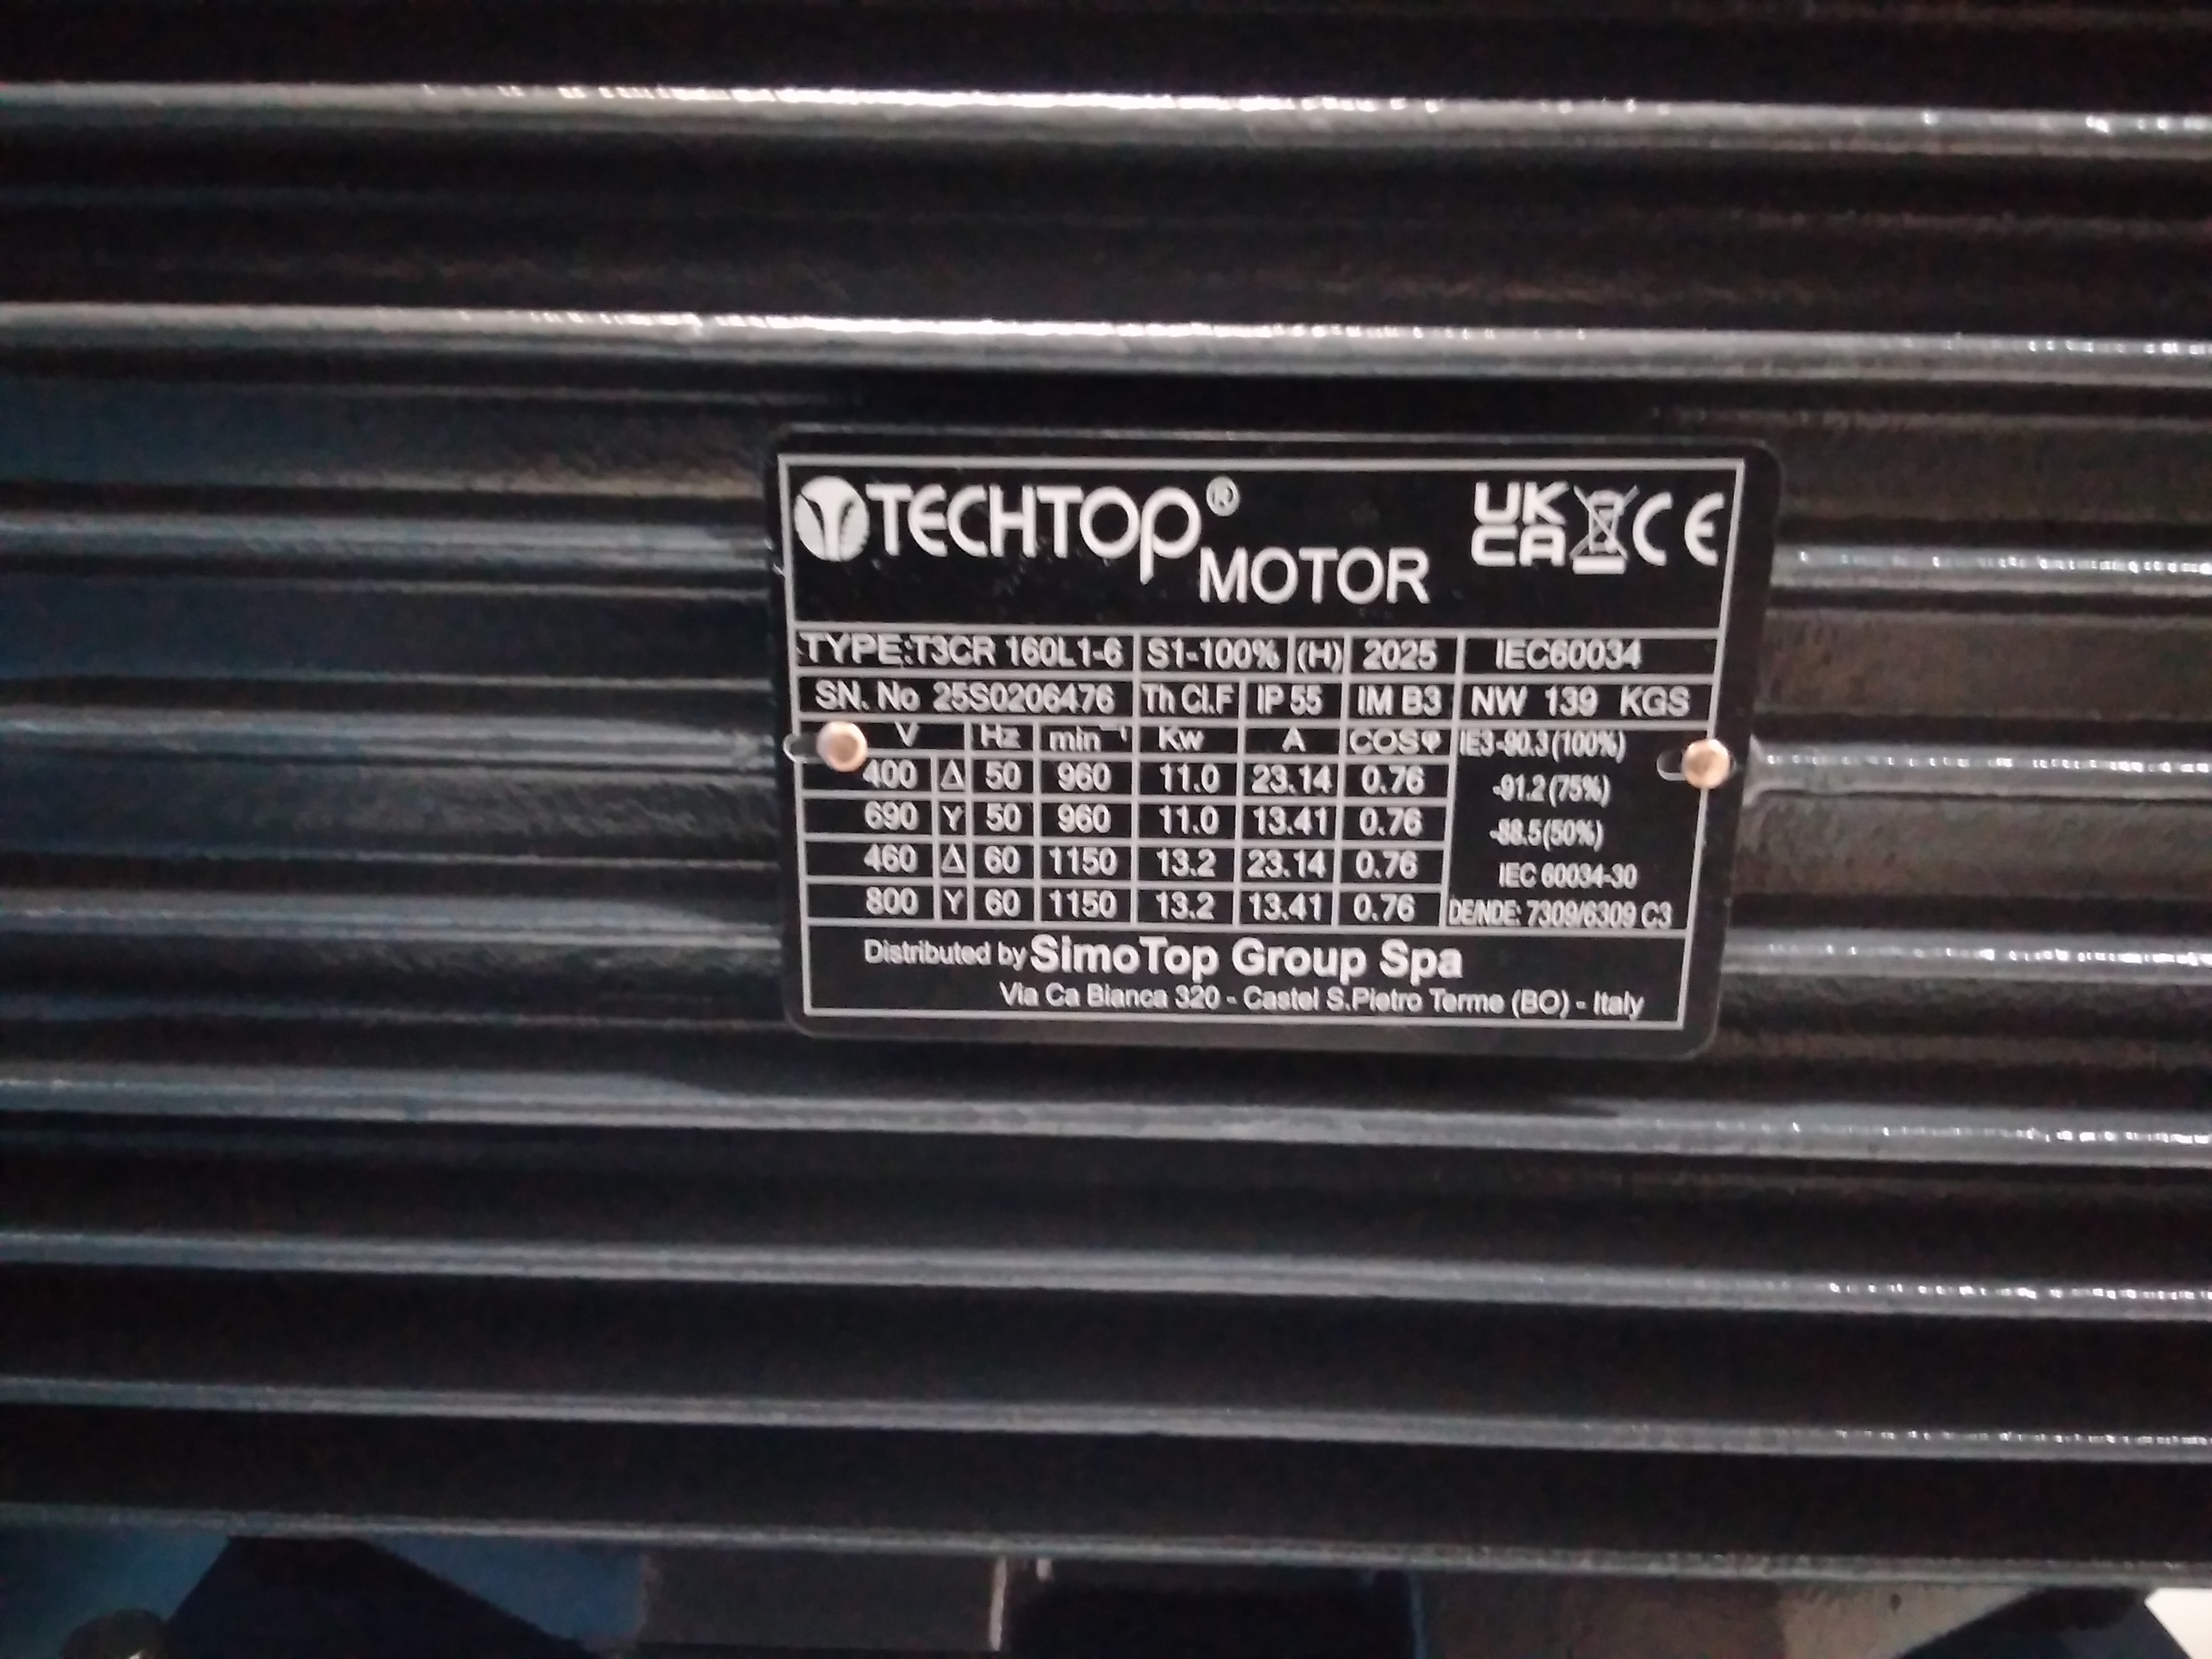 TECHTOP® MOTOR UK CA CE
TYPE:T3CR 160L1-6 S1-100% (H) 2025 IEC60034
SN. No 25S0206476 Th Cl.F IP 55 IM B3 NW 139 KGS
V Hz min⁻¹ Kw A COSφ IE3-90.3(100%)
400 Δ 50 960 11.0 23.14 0.76 -91.2(75%)
690 Y 50 960 11.0 13.41 0.76 -88.5(50%)
460 Δ 60 1150 13.2 23.14 0.76 IEC 60034-30
800 Y 60 1150 13.2 13.41 0.76 DE/NDE: 7309/6309 C3
Distributed by SimoTop Group Spa
Via Ca Bianca 320 - Castel S.Pietro Terme (BO) - Italy